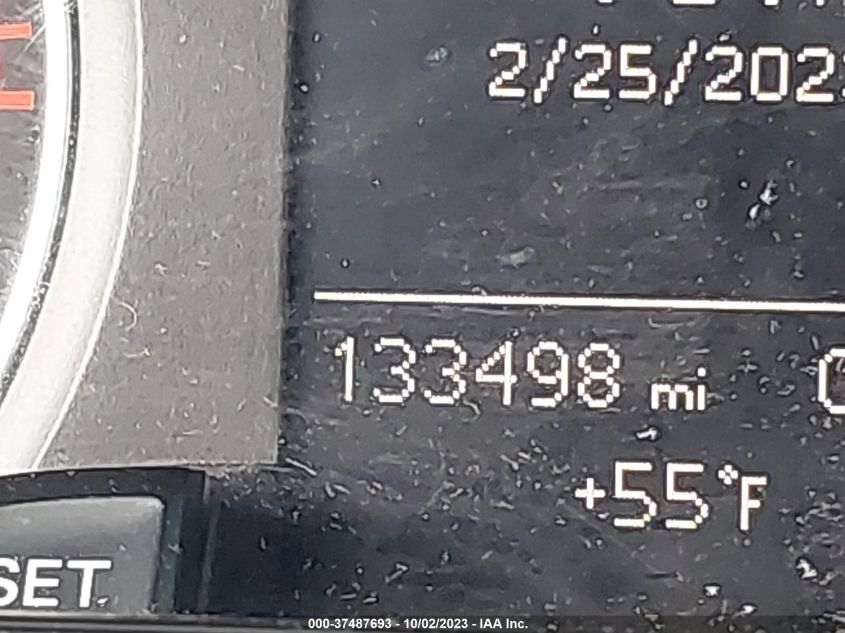 2/25/202
133498 mi
+55°F
SET
000-37487693 - 10/02/2023 - IAA Inc.